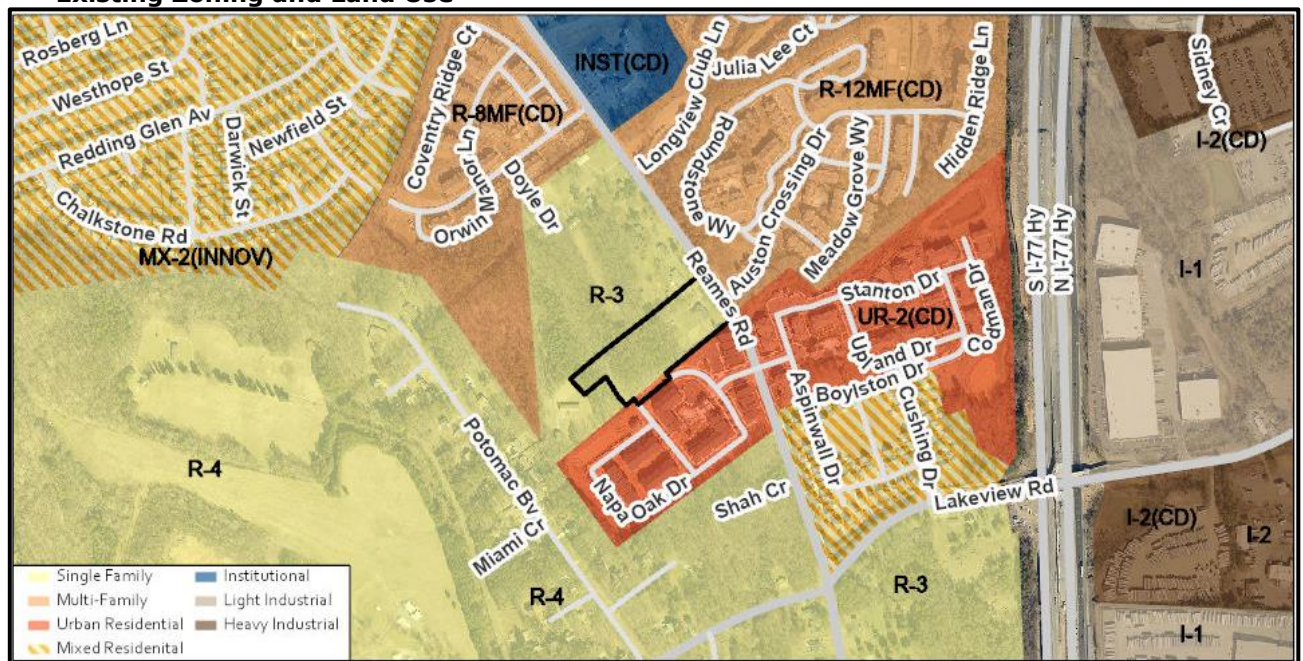 Existing Zoning and Land Use
Rosberg Ln
Westhope St
Redding Glen Av
Darwick St
Newfield St
Chalkstone Rd
MX-2(INNOV)
Coventry Ridge Ct
R-8MF(CD)
Manor Ln
Orwin
Doyle Dr
INST(CD)
Longview Club Ln
Julia Lee Ct
R-12MF(CD)
Hidden Ridge Ln
Roundstone Wy
Auston Crossing Dr
Meadow Grove Wy
Reames Rd
R-3
Stanton Dr
UR-2(CD)
Upland Dr
Copman Dr
Boylston Dr
Aspinwall Dr
Cushing Dr
Lakeview Rd
Shah Cr
Napa Oak Dr
Potomac Bv
Miami Cr
R-4
R-4
R-3
S I-77 Hy
N I-77 Hy
Sidney Cr
I-2(CD)
I-1
I-2(CD)
I-2
I-1
Single Family
Multi-Family
Urban Residential
Mixed Residenital
Institutional
Light Industrial
Heavy Industrial